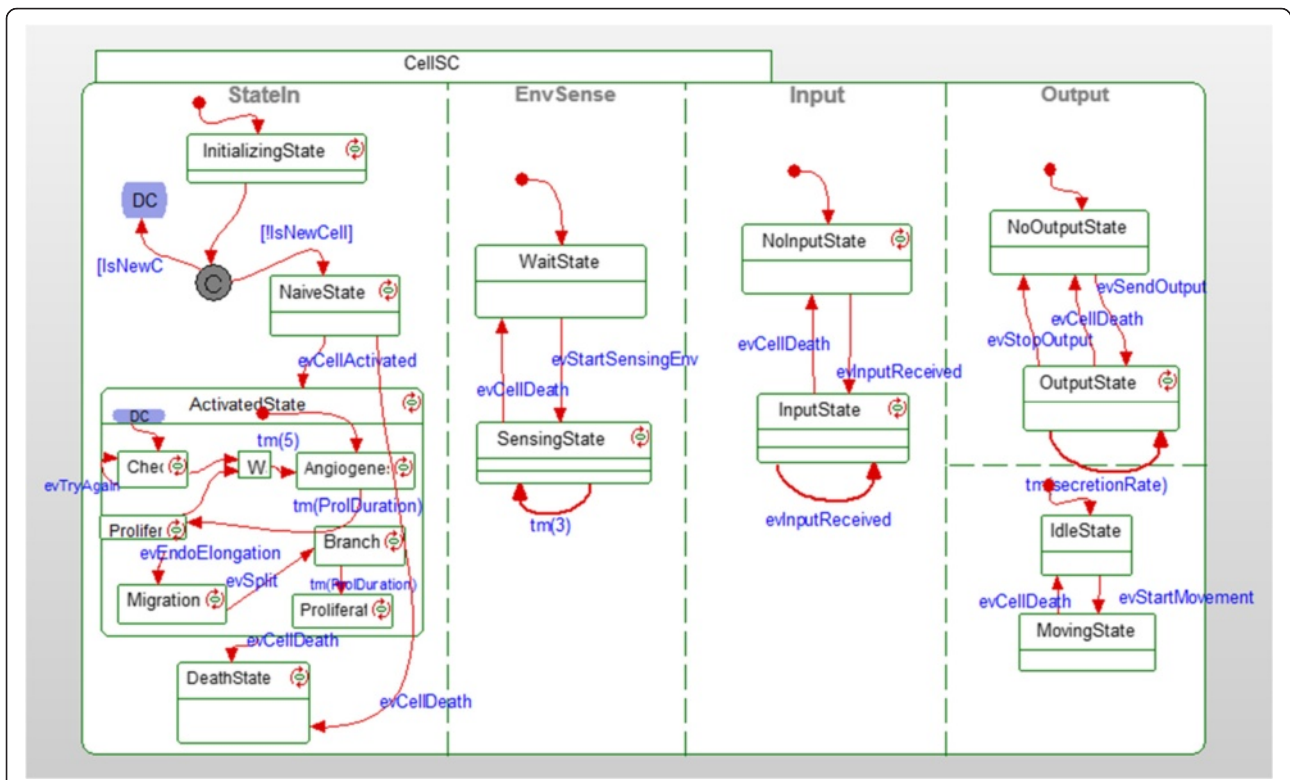 CellSC
StateIn
EnvSense
Input
Output
InitializingState
DC
[IsNewC
C
[!IsNewCell]
NaiveState
evCellActivated
ActivatedState
DC
Chec
evTryAgain
W
tm(5)
Angiogenes
tm(ProlDuration)
Prolifer
evEndoElongation
Branch
evSplit
tm(ProlDuration)
Migration
Proliferat
evCellDeath
DeathState
evCellDeath
WaitState
evStartSensingEnv
evCellDeath
SensingState
tm(3)
NoInputState
evCellDeath
evInputReceived
InputState
evInputReceived
NoOutputState
evSendOutput
evCellDeath
evStopOutput
OutputState
tm(secretionRate)
IdleState
evCellDeath
evStartMovement
MovingState